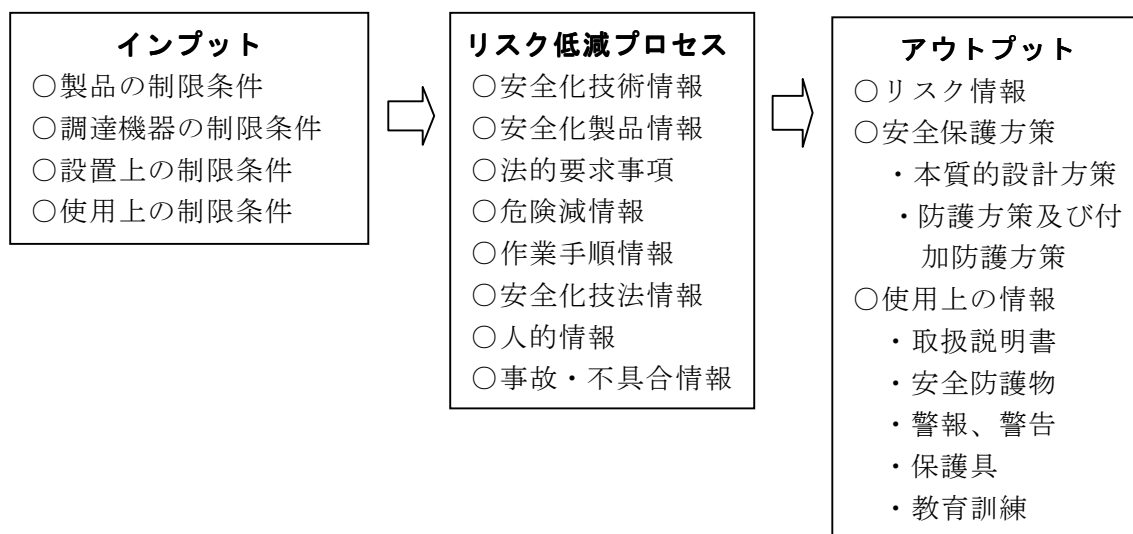 インプット
○製品の制限条件
○調達機器の制限条件
○設置上の制限条件
○使用上の制限条件
リスク低減プロセス
○安全化技術情報
○安全化製品情報
○法的要求事項
○危険減情報
○作業手順情報
○安全化技法情報
○人的情報
○事故・不具合情報
アウトプット
○リスク情報
○安全保護方策
・本質的設計方策
・防護方策及び付
加防護方策
○使用上の情報
・取扱説明書
・安全防護物
・警報、警告
・保護具
・教育訓練